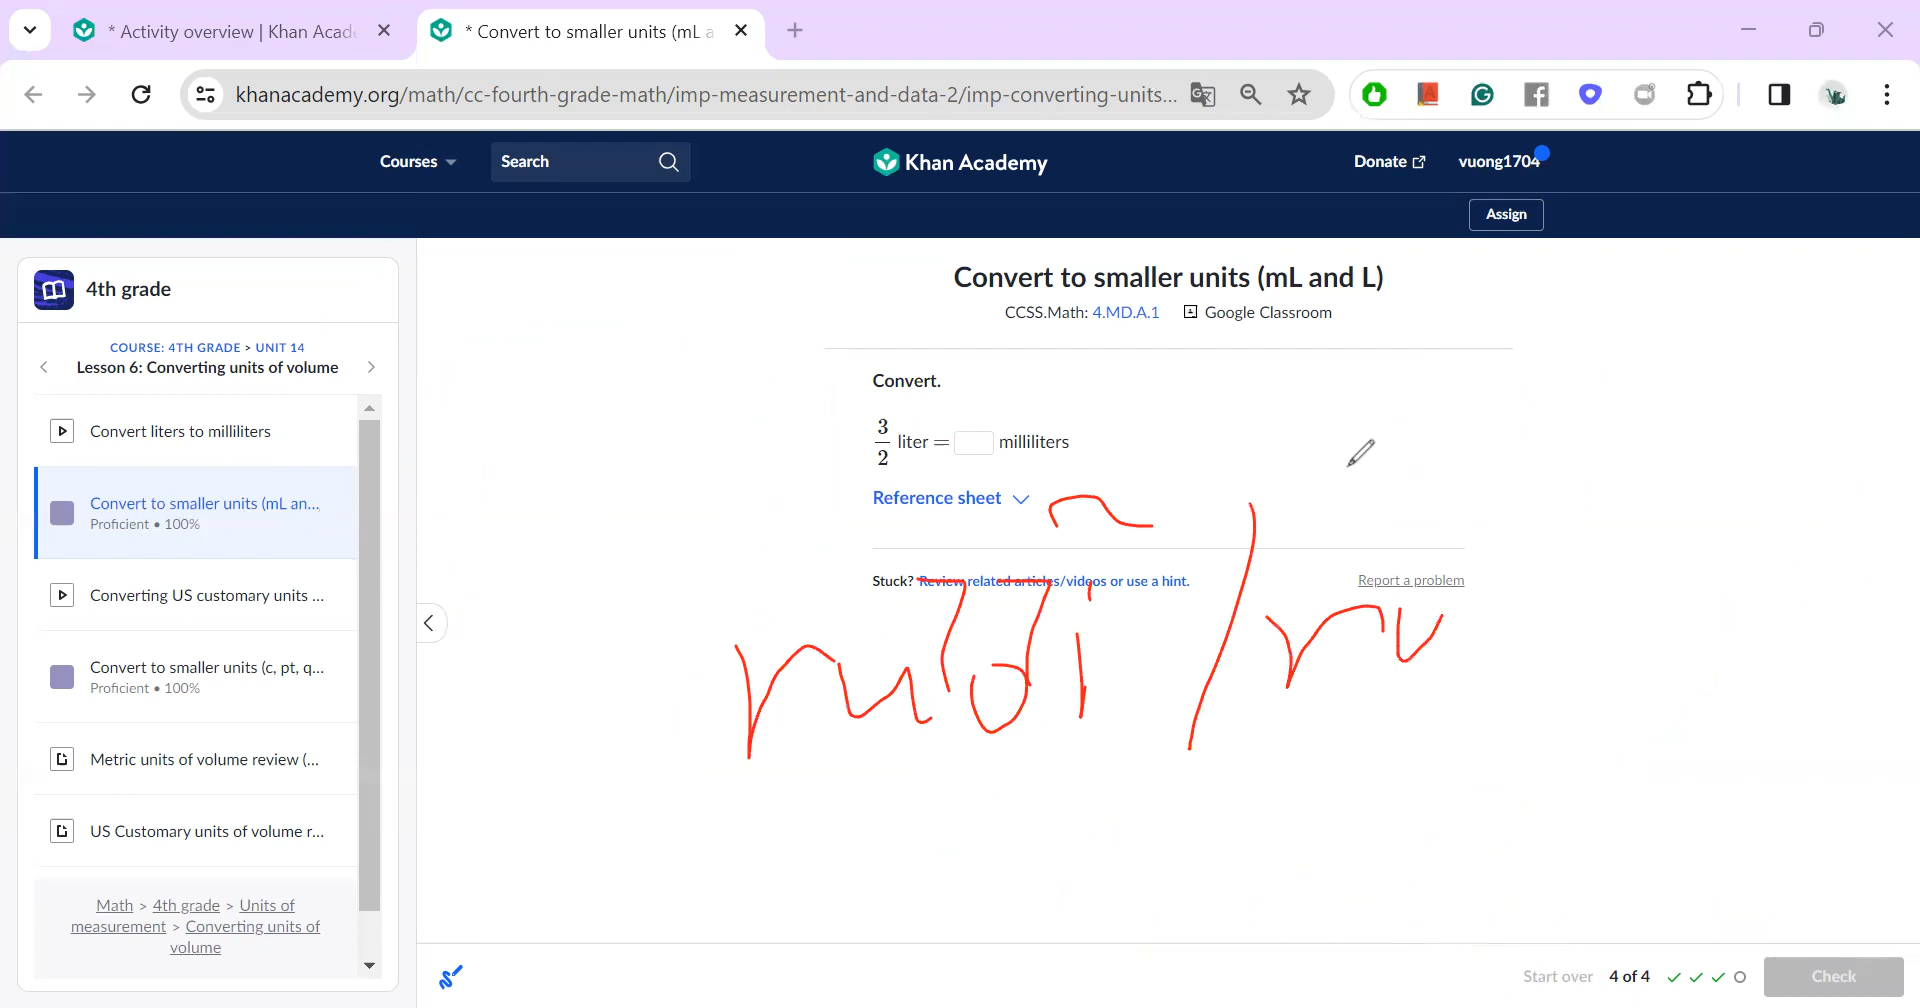 * Activity overview | Khan Acade
* Convert to smaller units (mL a
khanacademy.org/math/cc-fourth-grade-math/imp-measurement-and-data-2/imp-converting-units...
Courses
Search
Khan Academy
Donate
vuong1704
Assign
4th grade
COURSE: 4TH GRADE > UNIT 14
Lesson 6: Converting units of volume
Convert liters to milliliters
Convert to smaller units (mL an...
Proficient • 100%
Converting US customary units ...
Convert to smaller units (c, pt, q...
Proficient • 100%
Metric units of volume review (...
US Customary units of volume r...
Math > 4th grade > Units of
measurement > Converting units of
volume
Convert to smaller units (mL and L)
CCSS.Math: 4.MD.A.1 Google Classroom
Convert.
3/2 liter = milliliters
Reference sheet
Stuck? Review related articles/videos or use a hint.
Report a problem
Start over 4 of 4 Check